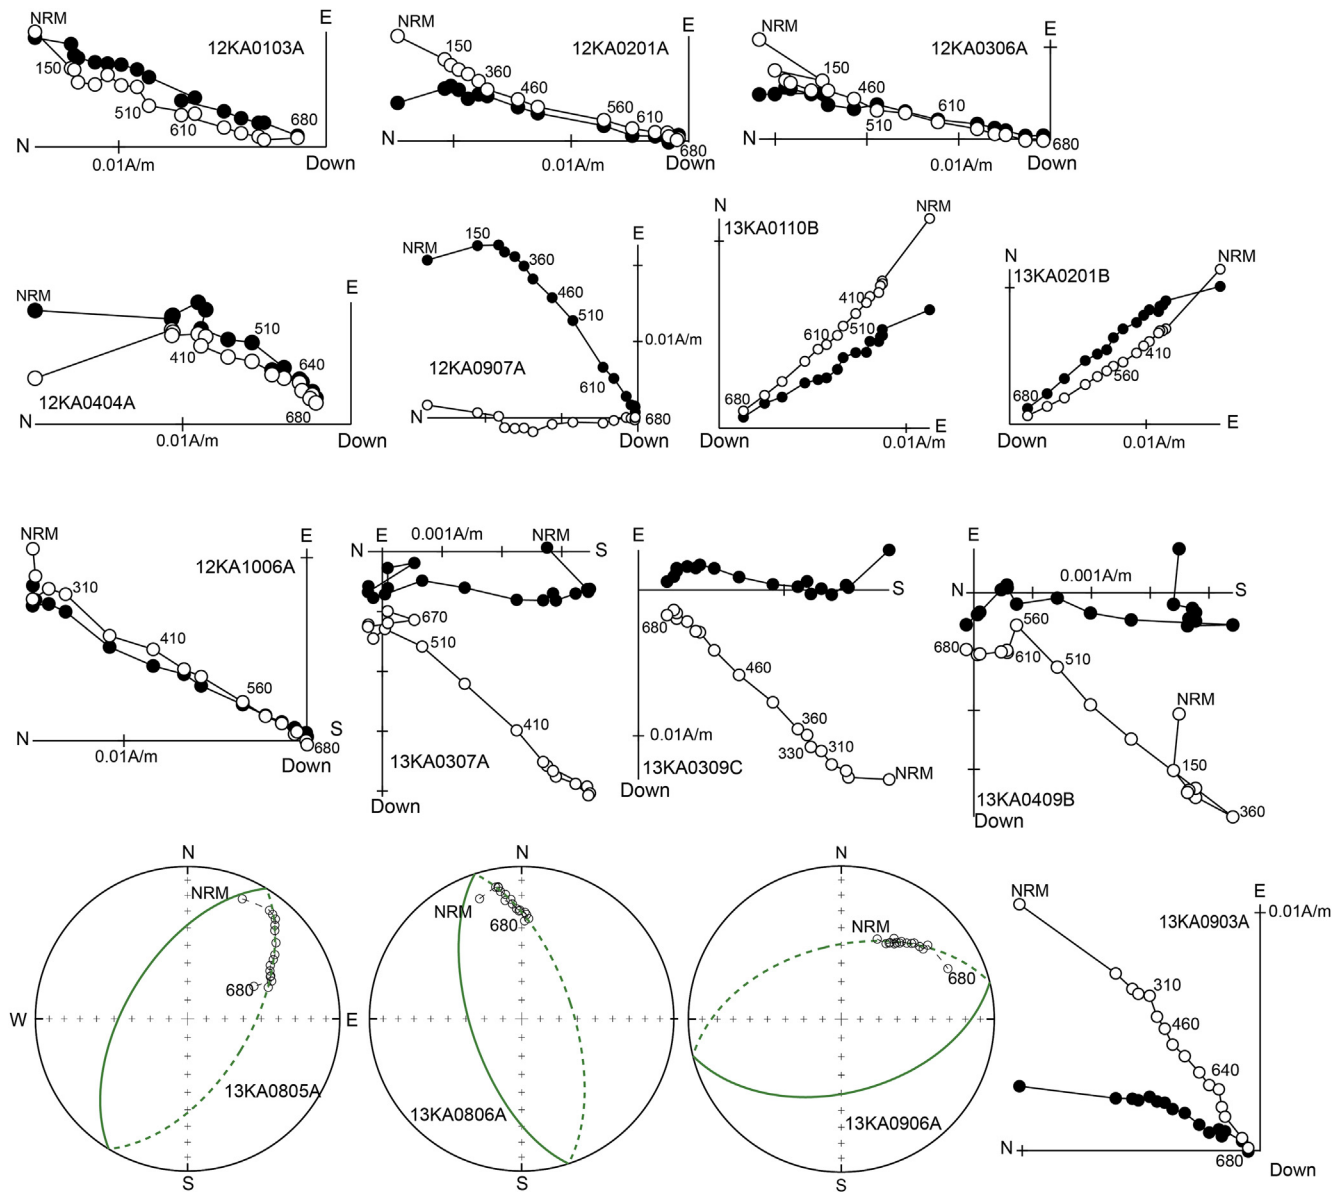 NRM
E
12KA0103A
150
510
610
680
N
0.01A/m
Down
NRM
E
12KA0201A
150
360
460
560
610
N
0.01A/m
680
Down
NRM
E
12KA0306A
150
460
510
610
N
0.01A/m
680
Down
NRM
E
510
410
640
12KA0404A
680
N
0.01A/m
Down
NRM
150
E
360
460
510
0.01A/m
12KA0907A
610
N
680
Down
N
13KA0110B
NRM
410
610
510
680
Down
0.01A/m
E
N
13KA0201B
NRM
410
560
680
Down
0.01A/m
E
NRM
E
12KA1006A
310
410
560
N
S
0.01A/m
680
Down
E
0.001A/m
NRM
N
S
670
510
410
13KA0307A
Down
E
S
680
460
360
330
310
0.01A/m
13KA0309C
NRM
Down
E
0.001A/m
N
S
560
680
610
510
NRM
150
13KA0409B
360
Down
N
NRM
680
W
E
13KA0805A
S
N
NRM
680
13KA0806A
S
N
NRM
680
13KA0906A
S
NRM
E
13KA0903A
0.01A/m
310
460
640
N
680
Down